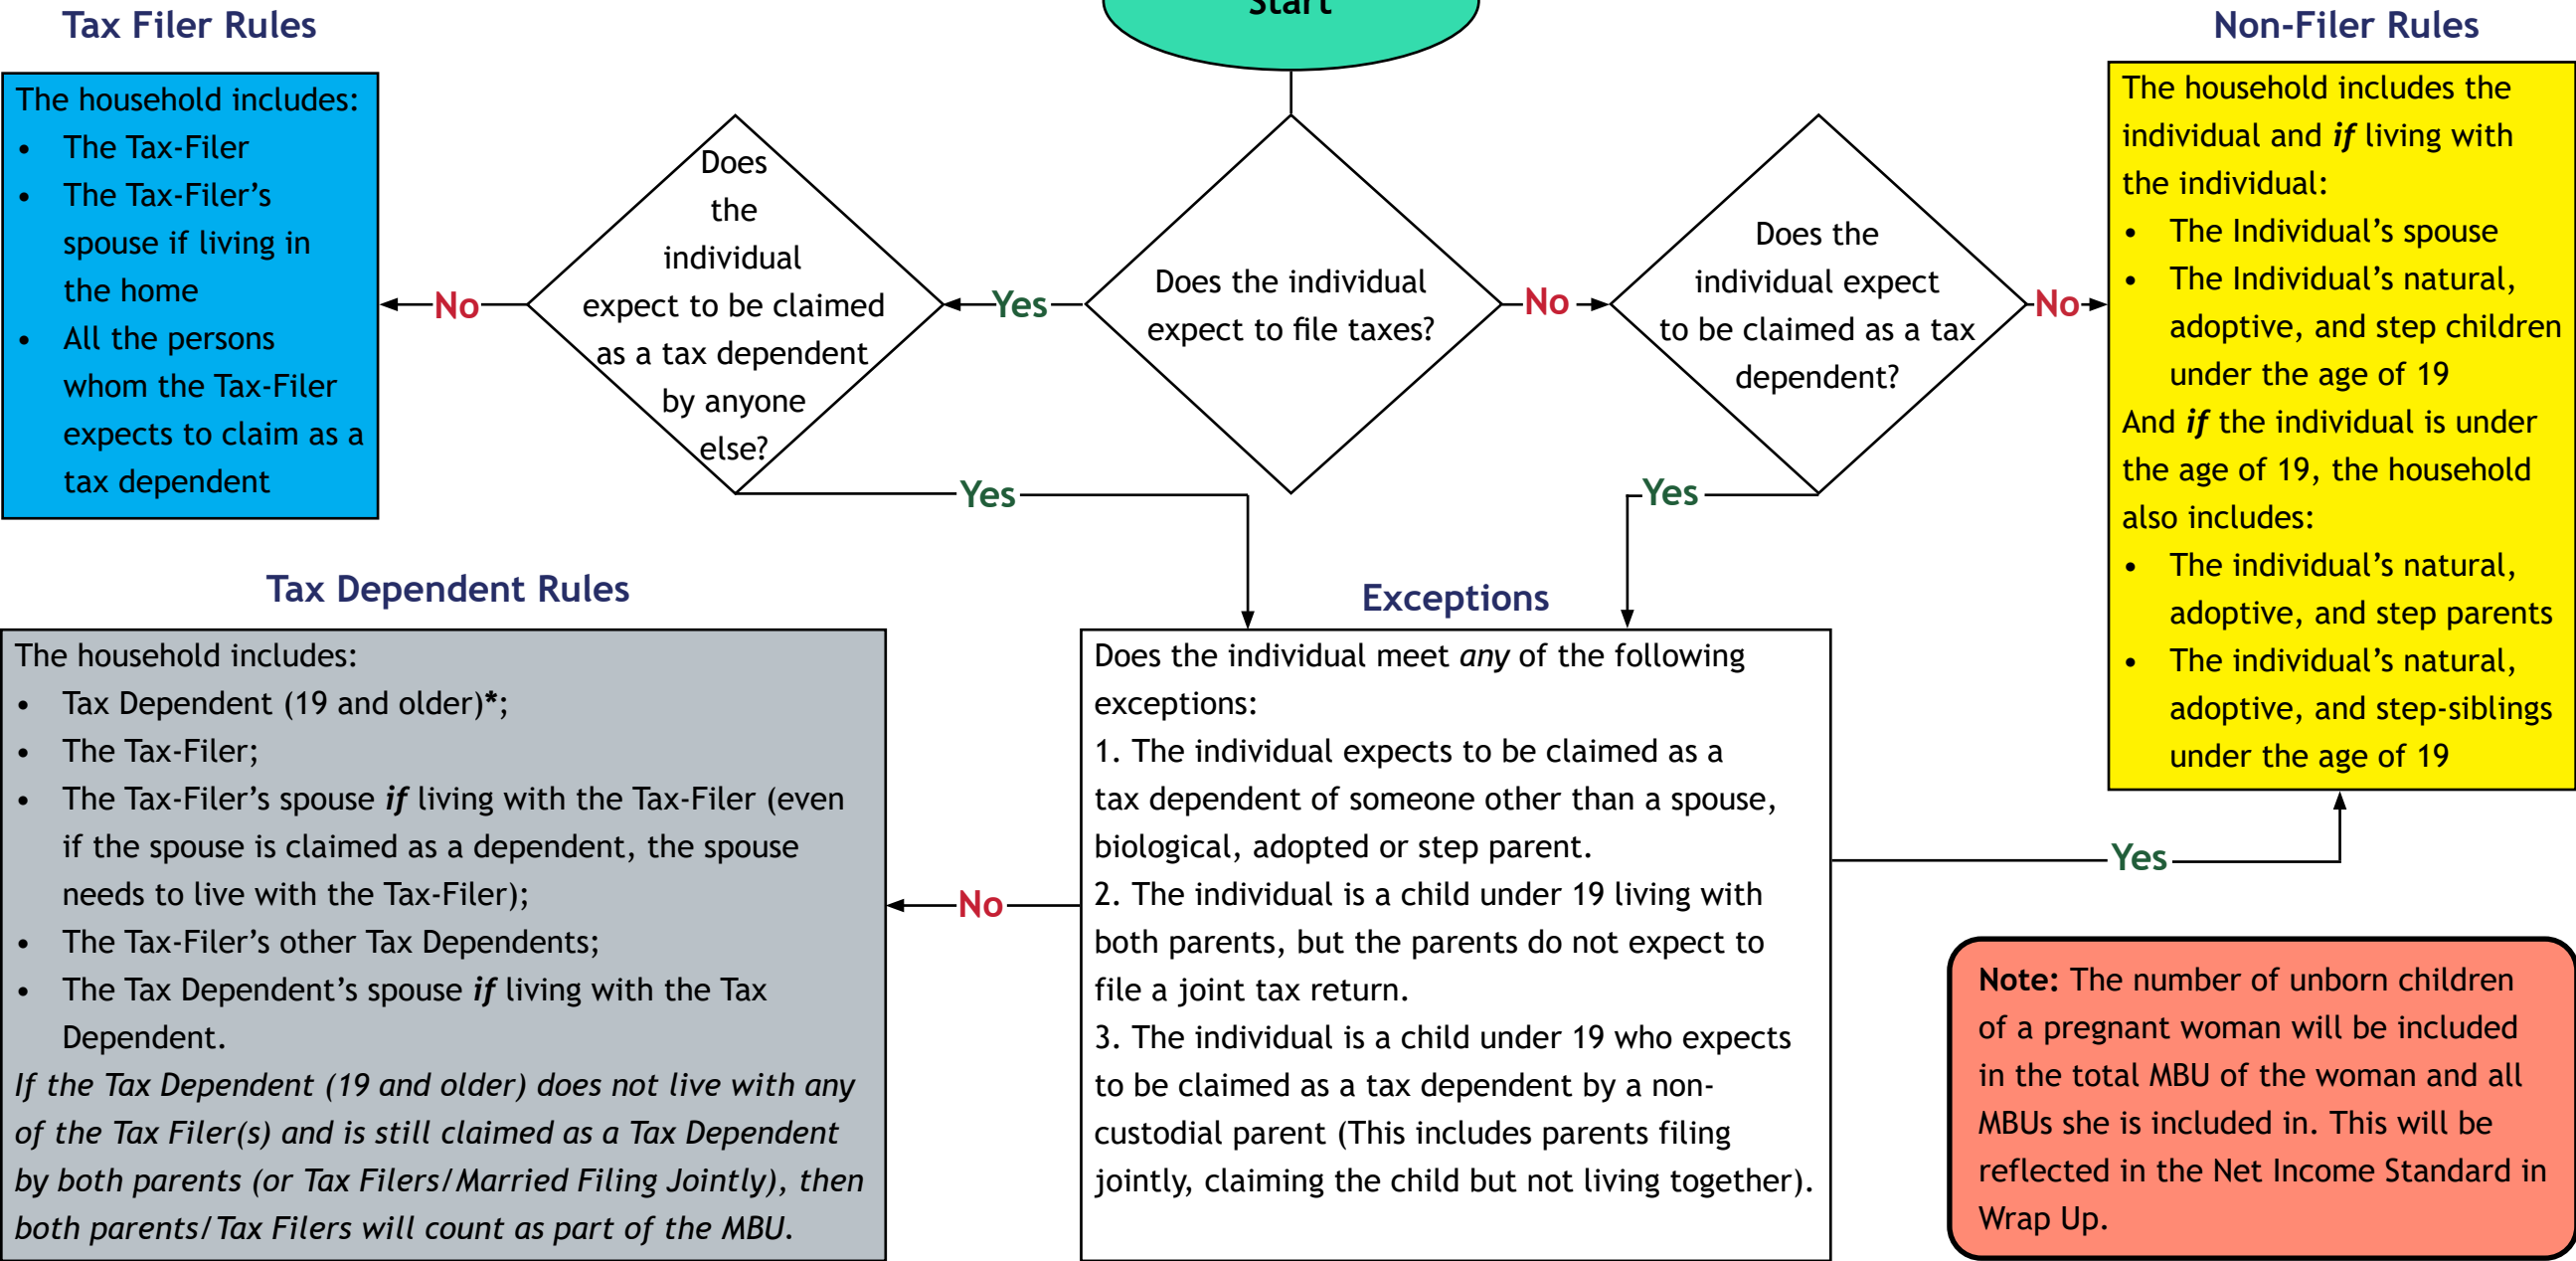 Start
Tax Filer Rules
The household includes:
• The Tax-Filer
• The Tax-Filer’s
spouse if living in
the home
• All the persons
whom the Tax-Filer
expects to claim as a
tax dependent
No
Does
the
individual
expect to be claimed
as a tax dependent
by anyone
else?
Yes
Does the individual
expect to file taxes?
No
Does the
individual expect
to be claimed as a tax
dependent?
No
Non-Filer Rules
The household includes the
individual and if living with
the individual:
• The Individual’s spouse
• The Individual’s natural,
adoptive, and step children
under the age of 19
And if the individual is under
the age of 19, the household
also includes:
• The individual’s natural,
adoptive, and step parents
• The individual’s natural,
adoptive, and step-siblings
under the age of 19
Yes
Yes
Tax Dependent Rules
The household includes:
• Tax Dependent (19 and older)*;
• The Tax-Filer;
• The Tax-Filer’s spouse if living with the Tax-Filer (even
if the spouse is claimed as a dependent, the spouse
needs to live with the Tax-Filer);
• The Tax-Filer’s other Tax Dependents;
• The Tax Dependent’s spouse if living with the Tax
Dependent.
If the Tax Dependent (19 and older) does not live with any
of the Tax Filer(s) and is still claimed as a Tax Dependent
by both parents (or Tax Filers/Married Filing Jointly), then
both parents/Tax Filers will count as part of the MBU.
No
Exceptions
Does the individual meet any of the following
exceptions:
1. The individual expects to be claimed as a
tax dependent of someone other than a spouse,
biological, adopted or step parent.
2. The individual is a child under 19 living with
both parents, but the parents do not expect to
file a joint tax return.
3. The individual is a child under 19 who expects
to be claimed as a tax dependent by a non-
custodial parent (This includes parents filing
jointly, claiming the child but not living together).
Yes
Note: The number of unborn children
of a pregnant woman will be included
in the total MBU of the woman and all
MBUs she is included in. This will be
reflected in the Net Income Standard in
Wrap Up.